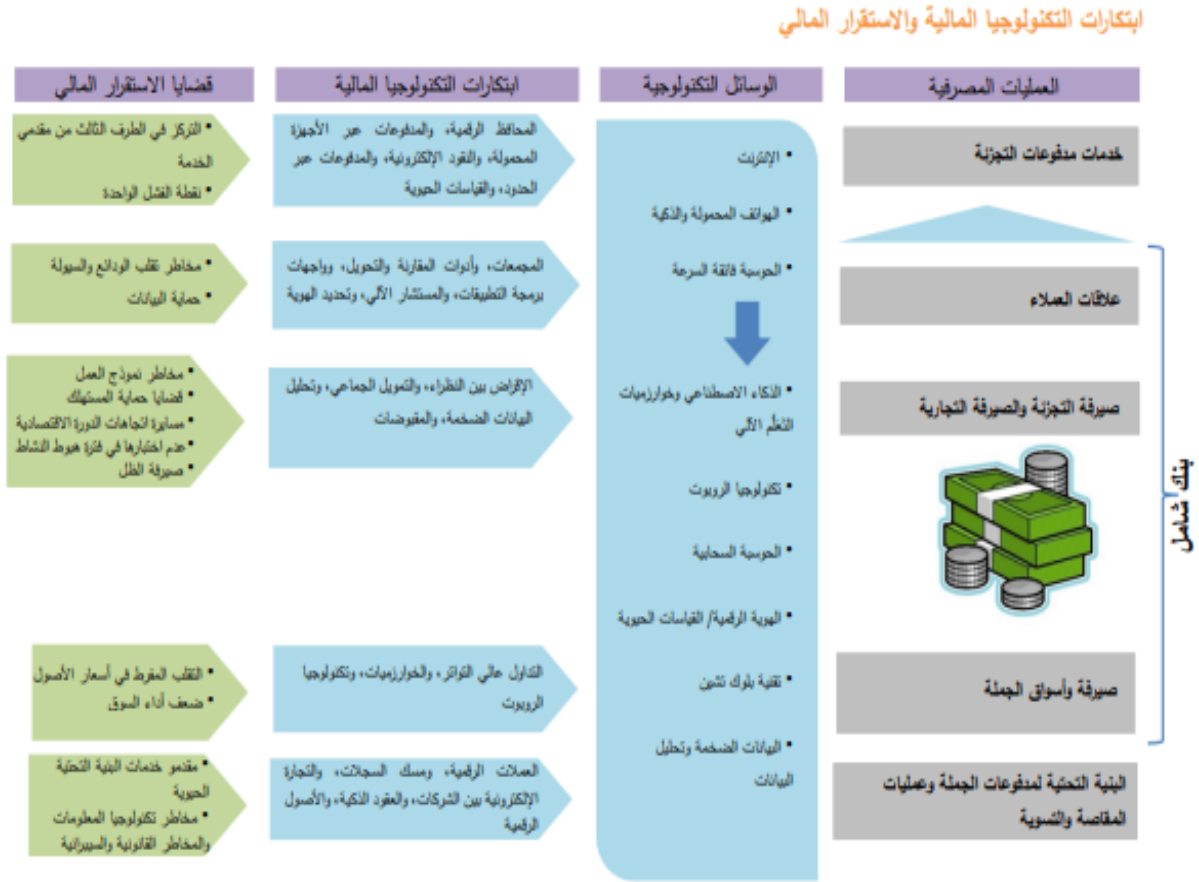 ابتكارات التكنولوجيا المالية والاستقرار المالي
العمليات المصرفية
الوسائل التكنولوجية
ابتكارات التكنولوجيا المالية
قضايا الاستقرار المالي
خدمات مدفوعات التجزئة
علاقات العملاء
صيرفة التجزئة والصيرفة التجارية
صيرفة وأسواق الجملة
البنية التحتية لمدفوعات الجملة وعمليات
المقاصة والتسوية
بنك شامل
• الإنترنت
• الهواتف المحمولة والذكية
• الحوسبة فائقة السرعة
• الذكاء الاصطناعي وخوارزميات
التعلُّم الآلي
• تكنولوجيا الروبوت
• الحوسبة السحابية
• الهوية الرقمية/ القياسات الحيوية
• تقنية بلوك تشين
• البيانات الضخمة وتحليل
البيانات
المحافظ الرقمية، والمدفوعات عبر الأجهزة
المحمولة، والنقود الإلكترونية، والمدفوعات عبر
الحدود، والقياسات الحيوية
المجمعات، وأدوات المقارنة والتحويل، وواجهات
برمجة التطبيقات، والمستشار الآلي، وتحديد الهوية
الإقراض بين النظراء، والتمويل الجماعي، وتحليل
البيانات الضخمة، والمقبوضات
التداول عالي التواتر، والخوارزميات، وتكنولوجيا
الروبوت
العملات الرقمية، ومسك السجلات، والتجارة
الإلكترونية بين الشركات، والعقود الذكية، والأصول
الرقمية
• التركز في الطرف الثالث من مقدمي
الخدمة
• نقطة الفشل الواحدة
• مخاطر تقلب الودائع والسيولة
• حماية البيانات
• مخاطر نموذج العمل
• قضايا حماية المستهلك
• مسايرة اتجاهات الدورة الاقتصادية
• عدم اختبارها في فترة هبوط النشاط
• صيرفة الظل
• التقلب المفرط في أسعار الأصول
• ضعف أداء السوق
• مقدمو خدمات البنية التحتية
الحيوية
• مخاطر تكنولوجيا المعلومات
والمخاطر القانونية والسيبرانية